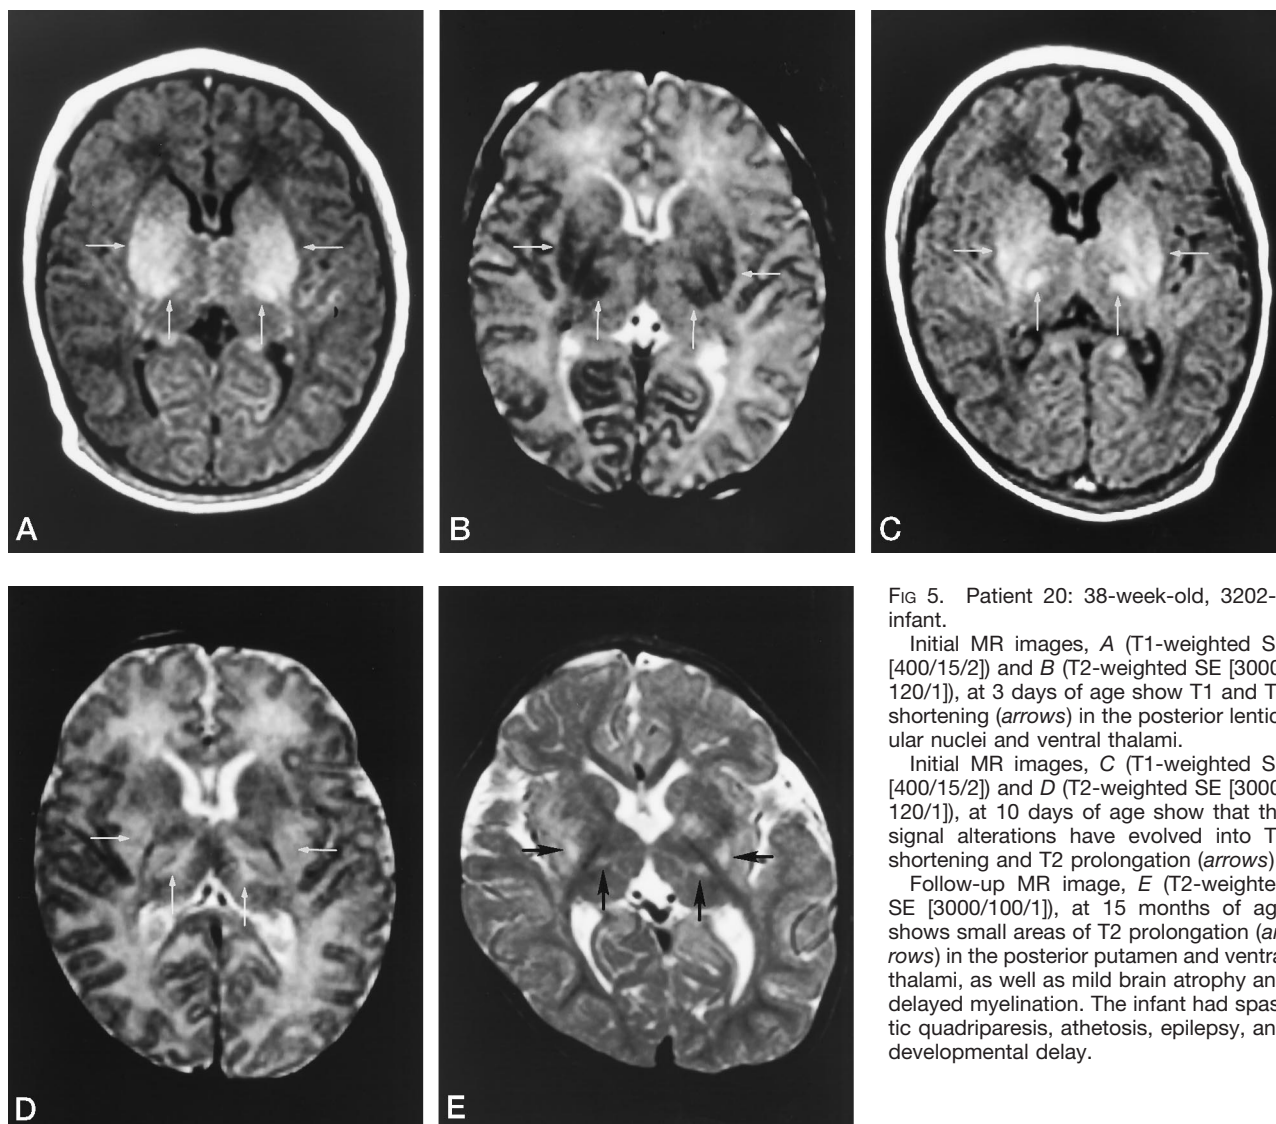 A
B
C
D
E
FIG 5. Patient 20: 38-week-old, 3202-
infant.
Initial MR images, A (T1-weighted S
[400/15/2]) and B (T2-weighted SE [3000
120/1]), at 3 days of age show T1 and T
shortening (arrows) in the posterior lentic
ular nuclei and ventral thalami.
Initial MR images, C (T1-weighted S
[400/15/2]) and D (T2-weighted SE [3000
120/1]), at 10 days of age show that th
signal alterations have evolved into T
shortening and T2 prolongation (arrows)
Follow-up MR image, E (T2-weighte
SE [3000/100/1]), at 15 months of ag
shows small areas of T2 prolongation (ar
rows) in the posterior putamen and ventra
thalami, as well as mild brain atrophy an
delayed myelination. The infant had spas
tic quadriparesis, athetosis, epilepsy, an
developmental delay.